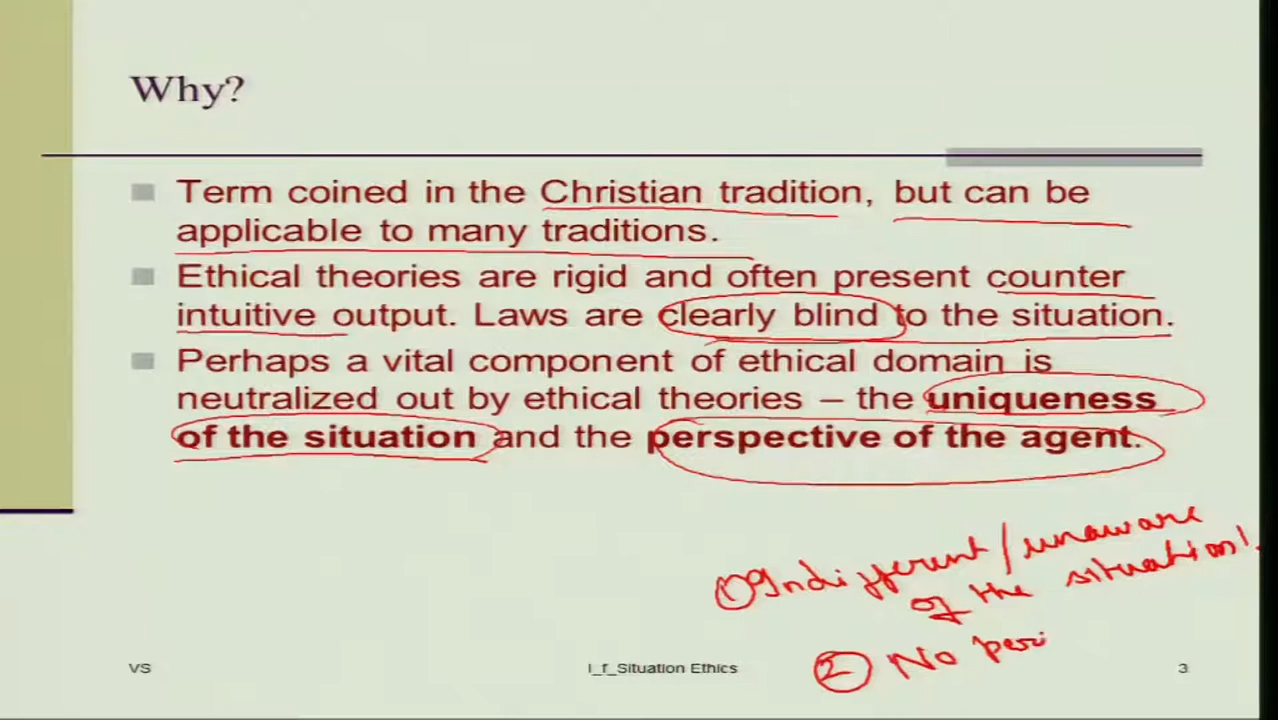 Why?
Term coined in the Christian tradition, but can be
applicable to many traditions.
Ethical theories are rigid and often present counter
intuitive output. Laws are clearly blind to the situation.
Perhaps a vital component of ethical domain is
neutralized out by ethical theories – the uniqueness
of the situation and the perspective of the agent.
① Indifferent/unaware
of the situation!
② No
VS
I_f_Situation Ethics
3